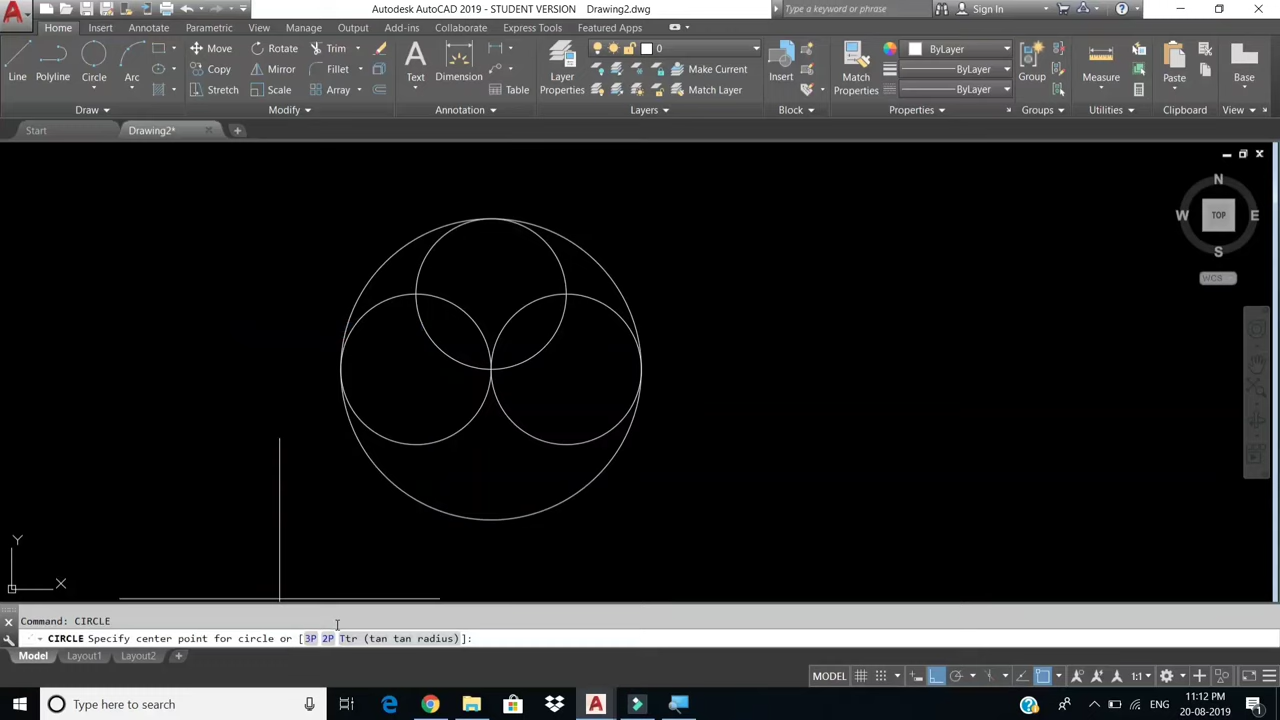 Autodesk AutoCAD 2019 - STUDENT VERSION Drawing2.dwg
Type a keyword or phrase
Sign In
Home Insert Annotate Parametric View Manage Output Add-ins Collaborate Express Tools Featured Apps
Move Rotate Trim
Copy Mirror Fillet
Stretch Scale Array
Line Polyline Circle Arc
Text Dimension
Table
Layer Properties
0
Make Current
Match Layer
Insert
Match Properties
ByLayer
ByLayer
ByLayer
Group
Measure
Paste
Base
Draw Modify Annotation Layers Block Properties Groups Utilities Clipboard View
Start Drawing2*
N
W TOP E
S
WCS
Y
X
Command: CIRCLE
CIRCLE Specify center point for circle or [3P 2P Ttr (tan tan radius)]:
Model Layout1 Layout2
MODEL 1:1
Type here to search
ENG
11:12 PM
20-08-2019
1